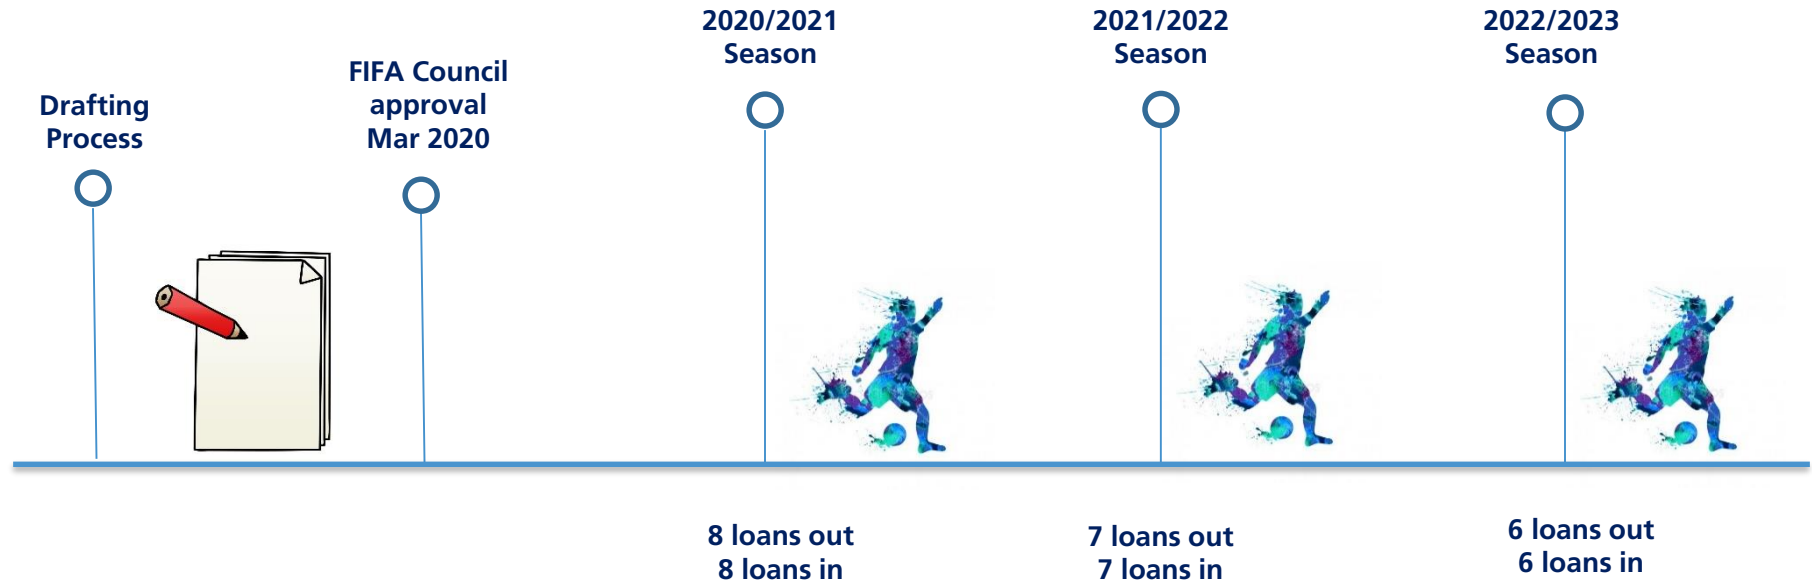 Drafting
Process
FIFA Council
approval
Mar 2020
2020/2021
Season
2021/2022
Season
2022/2023
Season
8 loans out
8 loans in
7 loans out
7 loans in
6 loans out
6 loans in